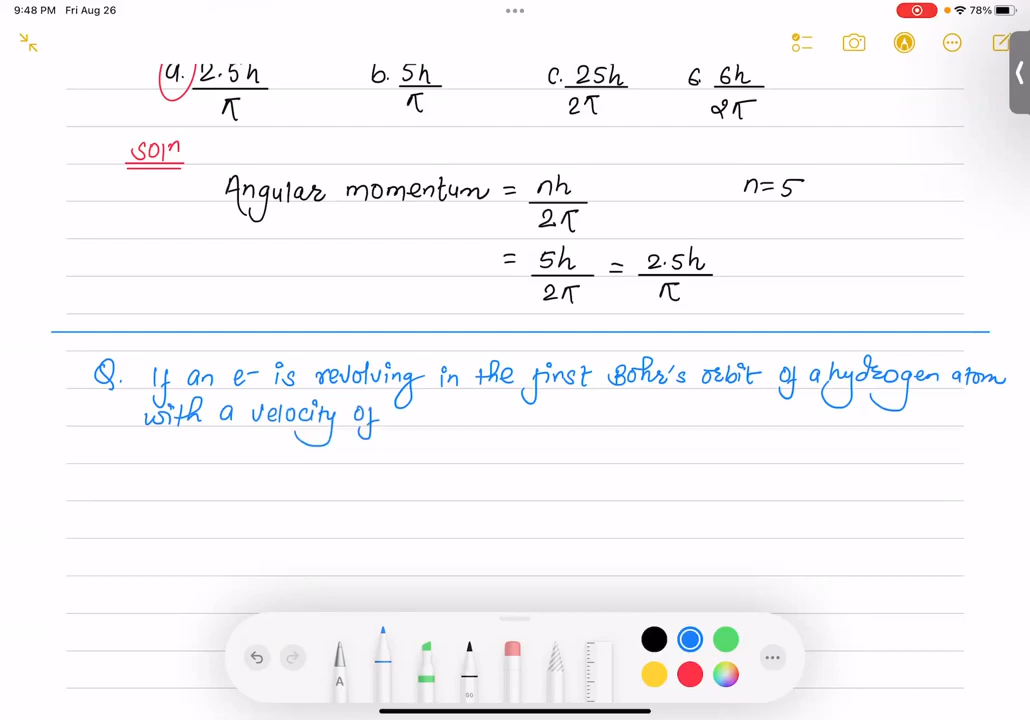 9:48 PM Fri Aug 26
78%
a. 2.5h/π b. 5h/π c. 25h/2π 6. 6h/2π
Soln
Angular momentum = nh/2π n=5
= 5h/2π = 2.5h/π
Q. If an e- is revolving in the first Bohr's orbit of a hydrogen atom
with a velocity of
A
50